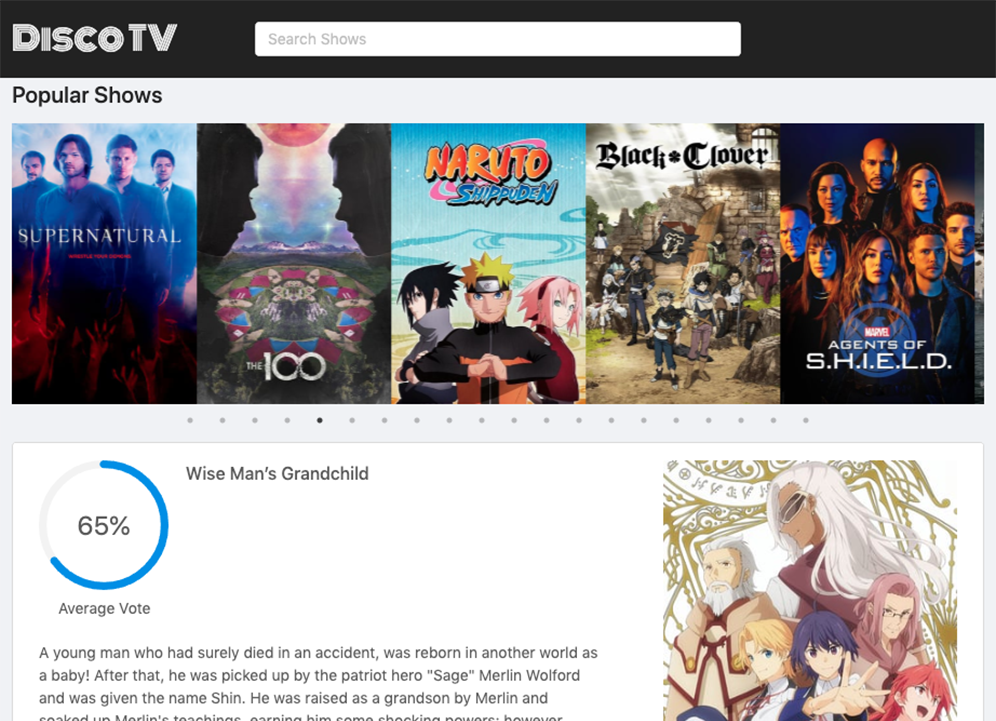 DISCO TV
Search Shows
Popular Shows
SUPERNATURAL
THE 100
NARUTO
SHIPPUDEN
Black*Clover
MARVEL
AGENTS OF
S.H.I.E.L.D.
65%
Wise Man’s Grandchild
Average Vote
A young man who had surely died in an accident, was reborn in another world as
a baby! After that, he was picked up by the patriot hero "Sage" Merlin Wolford
and was given the name Shin. He was raised as a grandson by Merlin and
soaked up Merlin's teachings, earning him some shocking powers; however